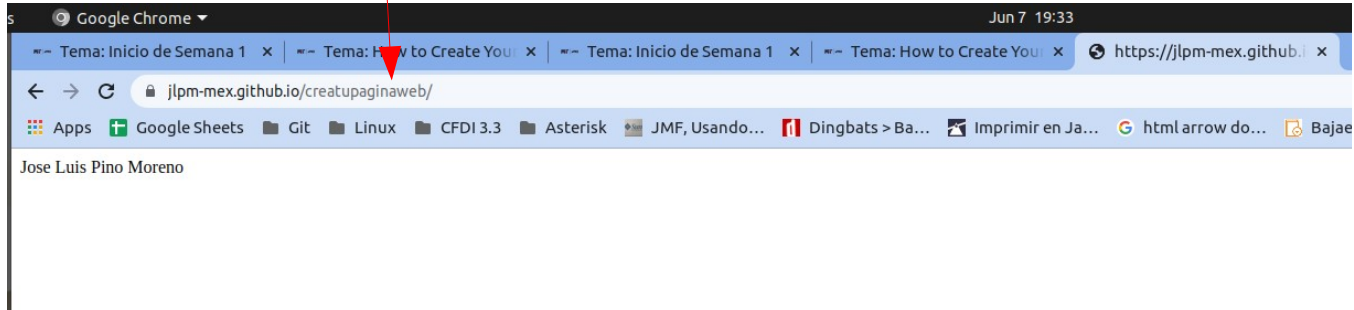 s Google Chrome Jun 7 19:33
Tema: Inicio de Semana 1 Tema: How to Create Your Tema: Inicio de Semana 1 Tema: How to Create You https://jlpm-mex.github.i
jlpm-mex.github.io/creatupaginaweb/
Apps Google Sheets Git Linux CFDI 3.3 Asterisk JMF, Usando... Dingbats > Ba... Imprimir en Ja... html arrow do... Bajae
Jose Luis Pino Moreno